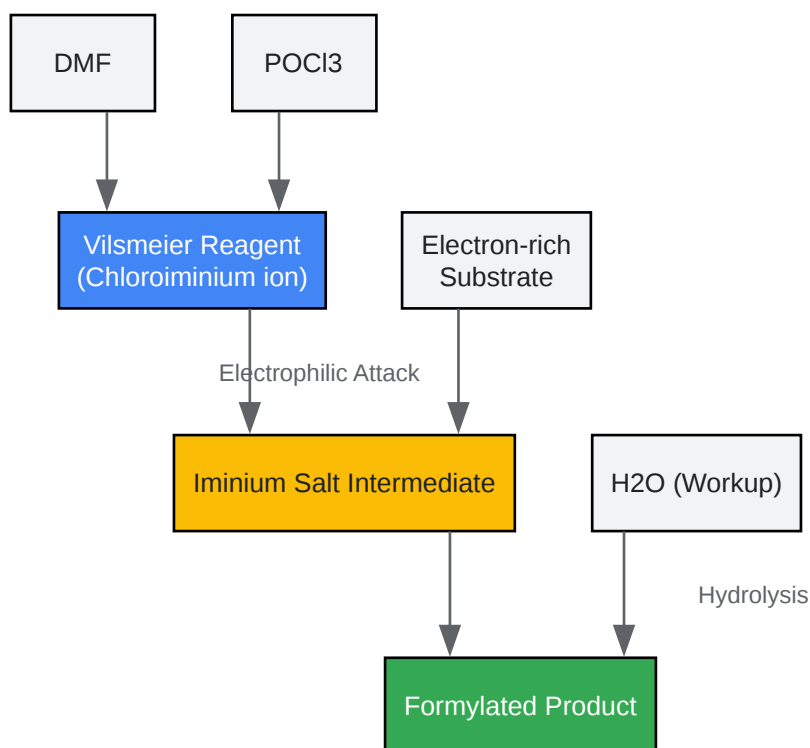 DMF
POCl3
Vilsmeier Reagent
(Chloroiminium ion)
Electron-rich
Substrate
Electrophilic Attack
Iminium Salt Intermediate
H2O (Workup)
Hydrolysis
Formylated Product